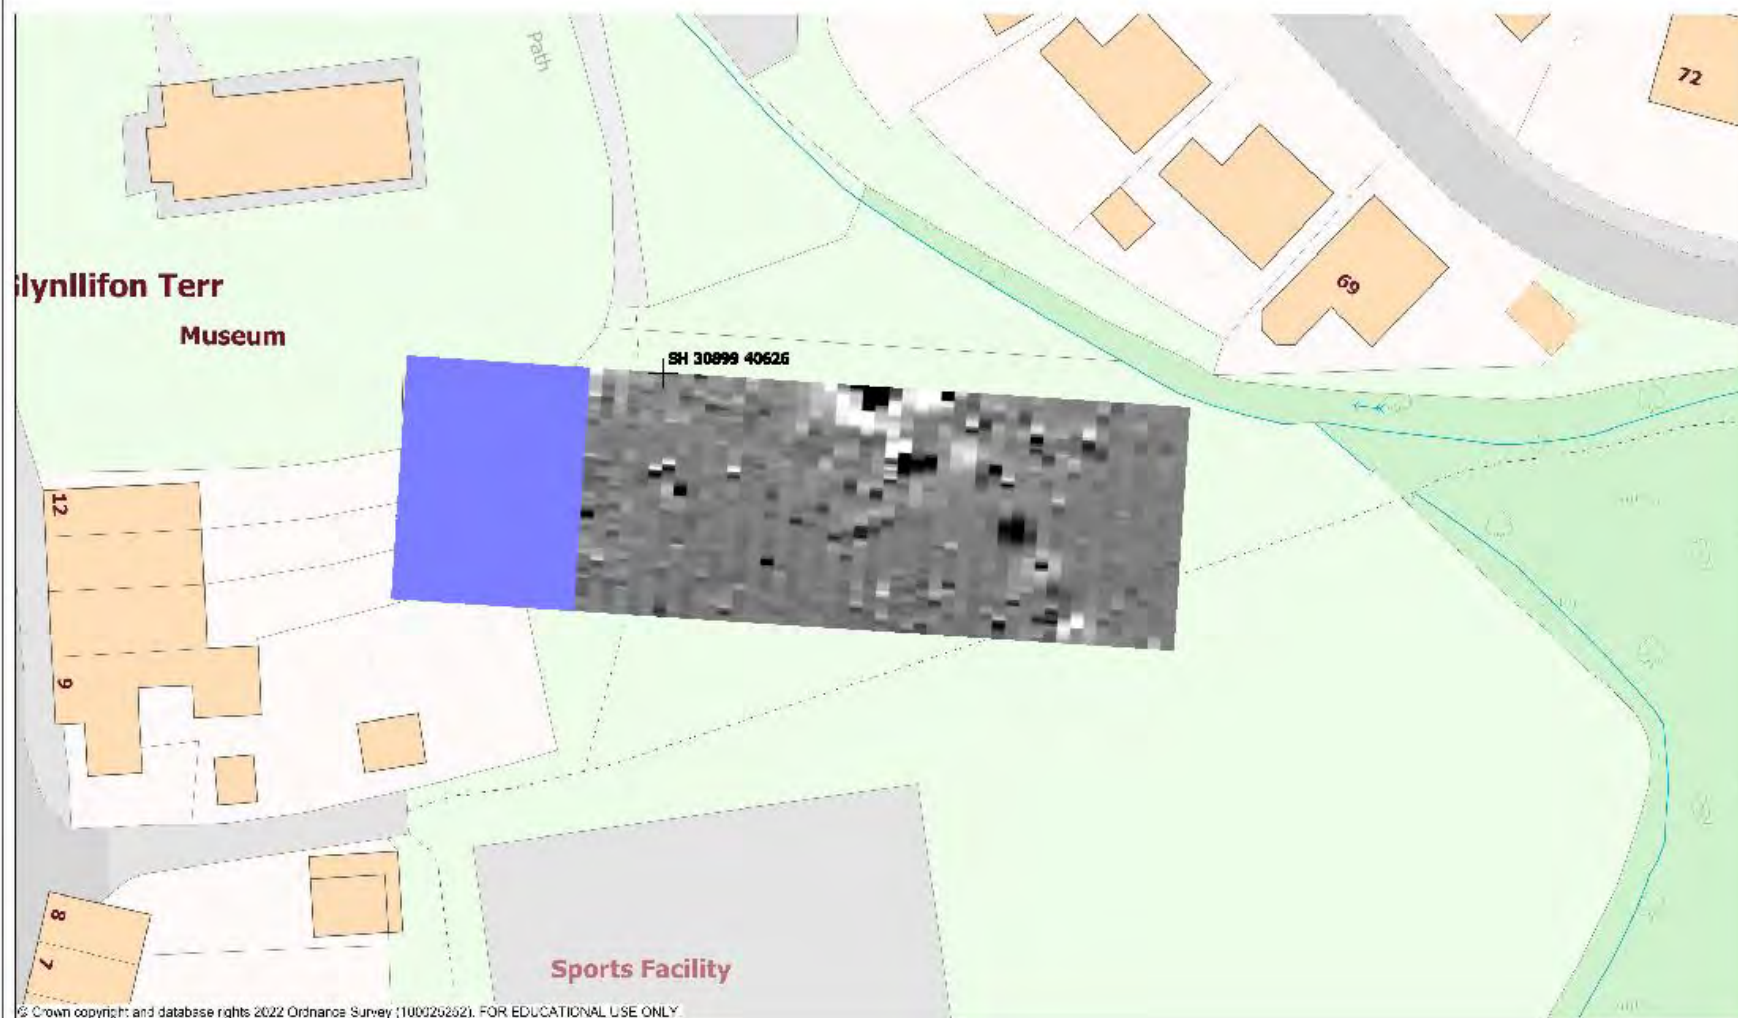 Path
72
69
lynllifon Terr
Museum
SH 30899 40626
12
9
8
7
Sports Facility
© Crown copyright and database rights 2022 Ordnance Survey (100025252). FOR EDUCATIONAL USE ONLY.